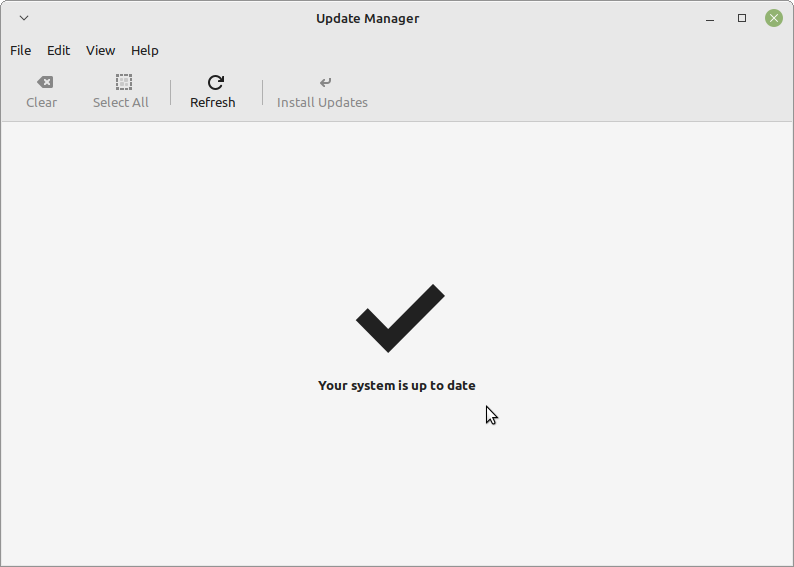 Update Manager
File Edit View Help
Clear Select All Refresh Install Updates
Your system is up to date